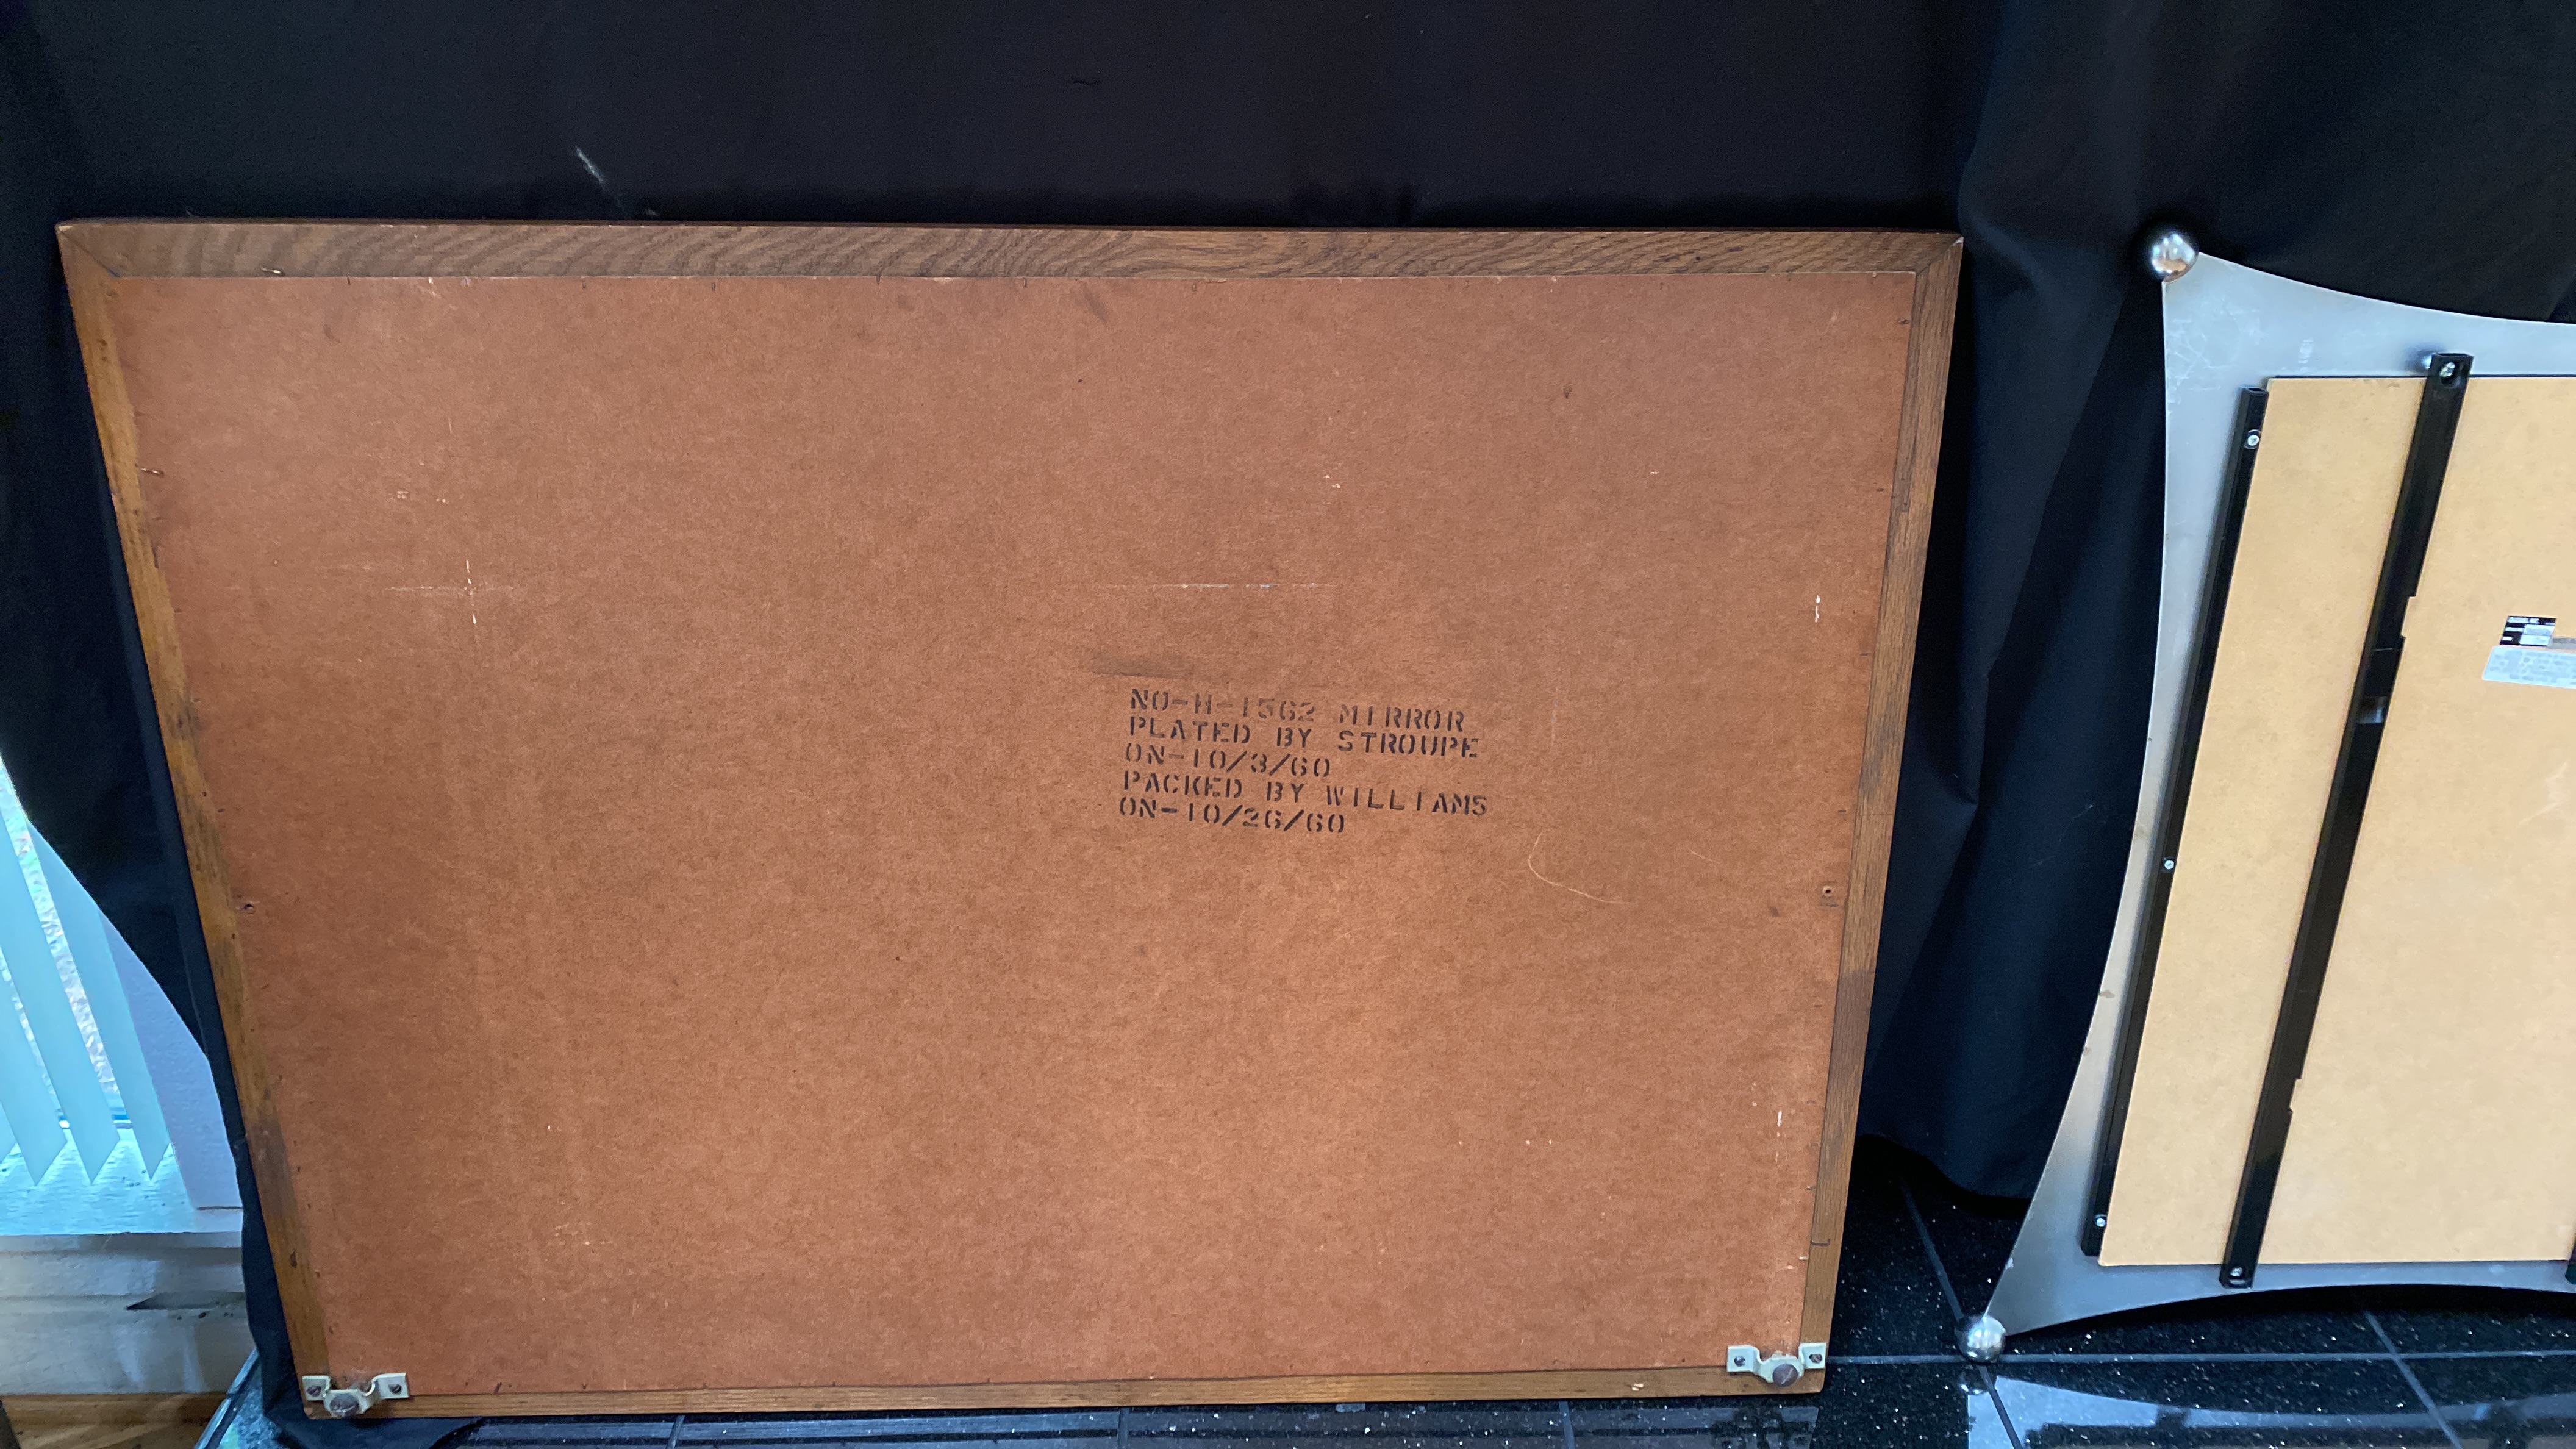 NO-H-1562 MIRROR
PLATED BY STROUPE
ON-10/3/60
PACKED BY WILLIAMS
ON-10/26/60